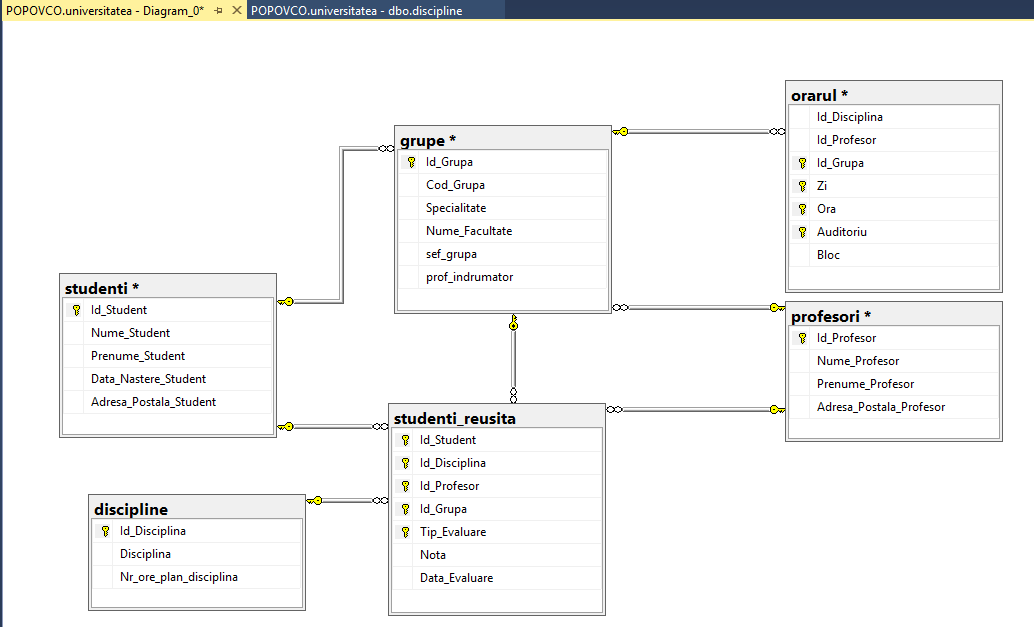 POPOVCO.universitatea - Diagram_0*
POPOVCO.universitatea - dbo.discipline
orarul *
Id_Disciplina
Id_Profesor
Id_Grupa
Zi
Ora
Auditoriu
Bloc
grupe *
Id_Grupa
Cod_Grupa
Specialitate
Nume_Facultate
sef_grupa
prof_indrumator
studenti *
Id_Student
Nume_Student
Prenume_Student
Data_Nastere_Student
Adresa_Postala_Student
profesori *
Id_Profesor
Nume_Profesor
Prenume_Profesor
Adresa_Postala_Profesor
studenti_reusita
Id_Student
Id_Disciplina
Id_Profesor
Id_Grupa
Tip_Evaluare
Nota
Data_Evaluare
discipline
Id_Disciplina
Disciplina
Nr_ore_plan_disciplina